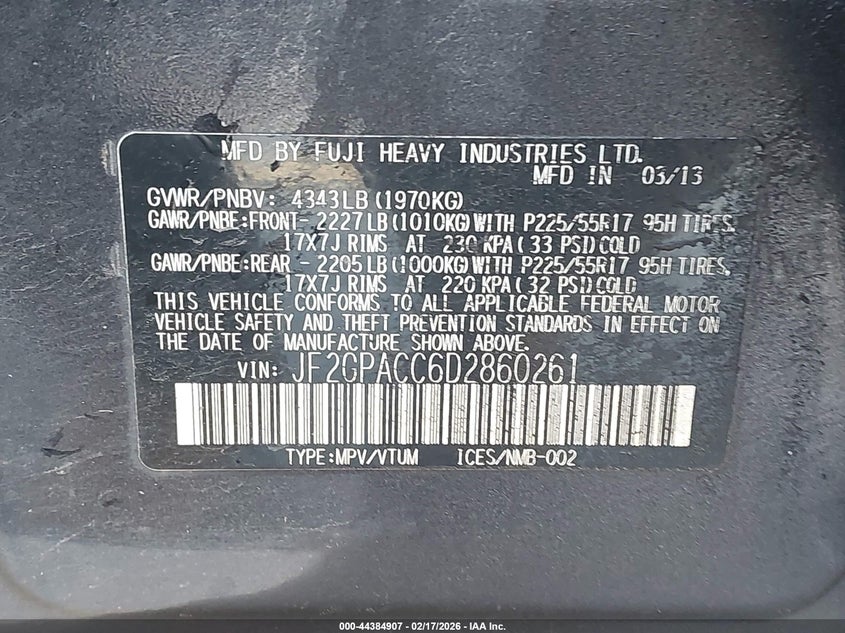 MFD BY FUJI HEAVY INDUSTRIES LTD.
MFD IN 03/13
GVWR/PNBV: 4343LB (1970KG)
GAWR/PNBE:FRONT- 2227LB(1010KG)WITH P225/55R17 95H TIRES,
17X7J RIMS AT 230 KPA ( 33 PSI)COLD
GAWR/PNBE:REAR - 2205LB(1000KG)WITH P225/55R17 95H TIRES,
17X7J RIMS AT 220 KPA ( 32 PSI)COLD
THIS VEHICLE CONFORMS TO ALL APPLICABLE FEDERAL MOTOR
VEHICLE SAFETY AND THEFT PREVENTION STANDARDS IN EFFECT ON
THE DATE OF MANUFACTURE SHOWN ABOVE.
VIN: JF2GPACC6D2860261
TYPE:MPV/VTUM ICES/NMB-002
000-44384907 - 02/17/2026 - IAA Inc.